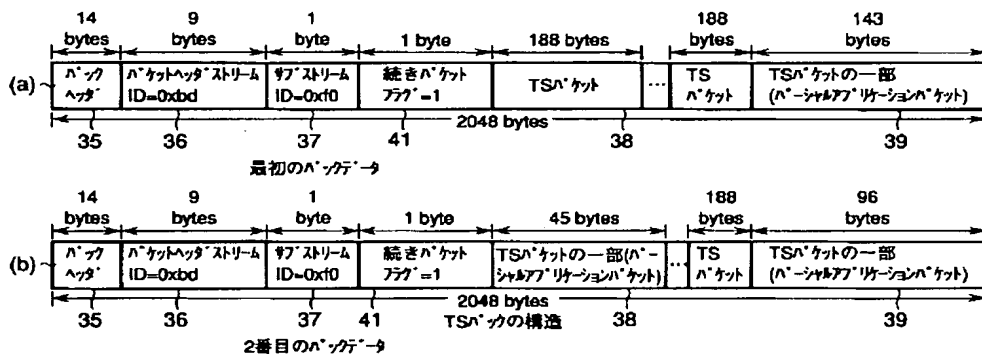 14 bytes
9 bytes
1 byte
1 byte
188 bytes
188 bytes
143 bytes
(a)
パック ヘッダ
パケットヘッダストリーム ID=0xbd
サブストリーム ID=0xf0
続きパケット フラグ=1
TSパケット
…
TS パケット
TSパケットの一部 (パーシャルアプリケーションパケット)
2048 bytes
35
36
37
41
38
39
最初のパックデータ
14 bytes
9 bytes
1 byte
1 byte
45 bytes
188 bytes
96 bytes
(b)
パック ヘッダ
パケットヘッダストリーム ID=0xbd
サブストリーム ID=0xf0
続きパケット フラグ=1
TSパケットの一部(パーシャルアプリケーションパケット)
…
TS パケット
TSパケットの一部 (パーシャルアプリケーションパケット)
2048 bytes
35
36
37
41
TSパックの構造
38
39
2番目のパックデータ